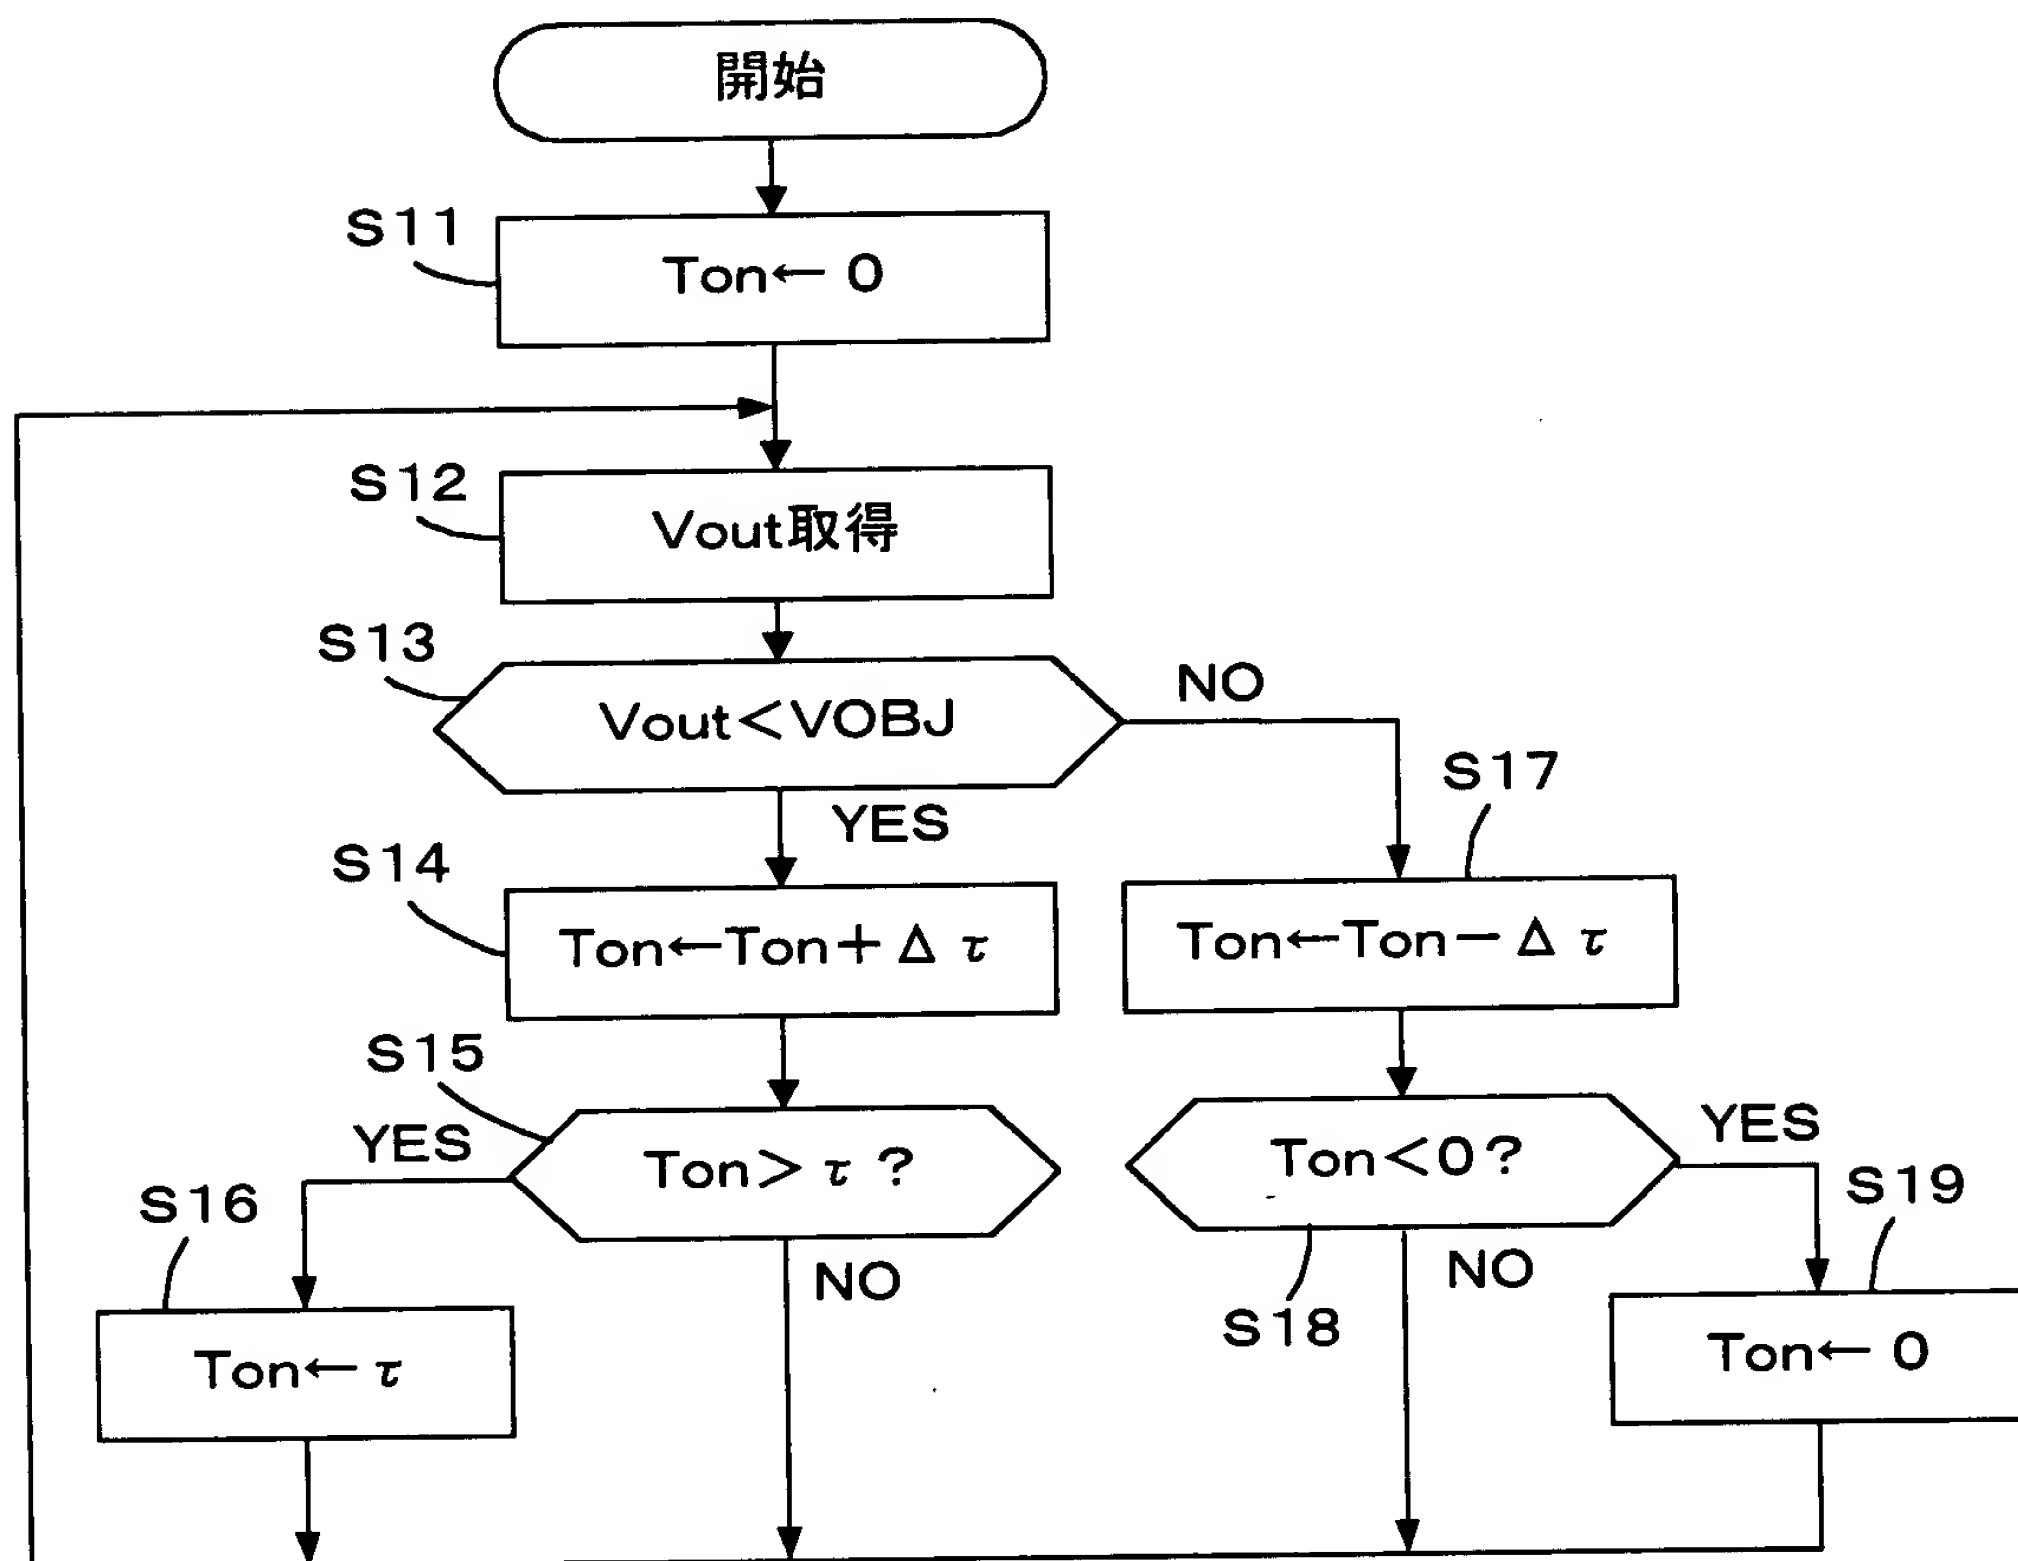 開始
S11
Ton← 0
S12
Vout取得
S13
Vout<VOBJ
NO
YES
S17
S14
Ton←Ton+Δτ
Ton←Ton−Δτ
S15
YES
Ton>τ?
Ton<0?
YES
S16
S19
NO
NO
S18
Ton←τ
Ton← 0